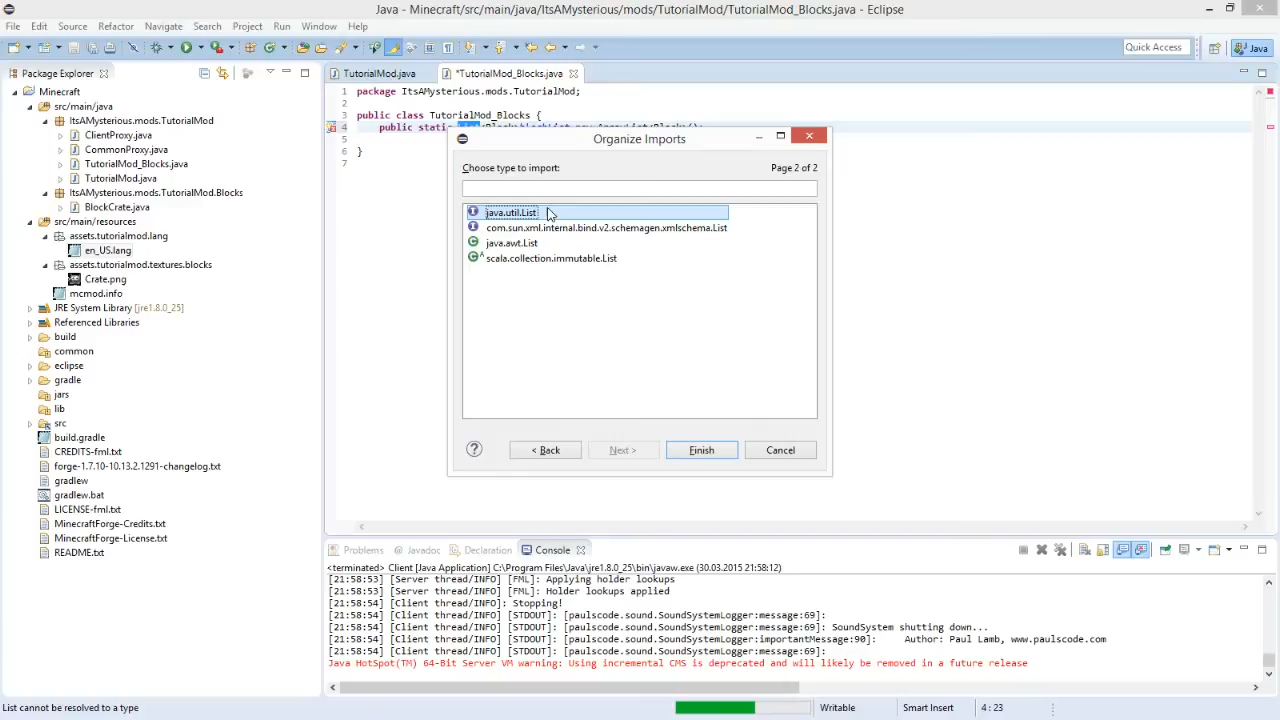 Java - Minecraft/src/main/java/ItsAMysterious/mods/TutorialMod/TutorialMod_Blocks.java - Eclipse
File Edit Source Refactor Navigate Search Project Run Window Help
Quick Access
Java
Package Explorer
Minecraft
src/main/java
ItsAMysterious.mods.TutorialMod
ClientProxy.java
CommonProxy.java
TutorialMod_Blocks.java
TutorialMod.java
ItsAMysterious.mods.TutorialMod.Blocks
BlockCrate.java
src/main/resources
assets.tutorialmod.lang
en_US.lang
assets.tutorialmod.textures.blocks
Crate.png
mcmod.info
JRE System Library [jre1.8.0_25]
Referenced Libraries
build
common
eclipse
gradle
jars
lib
src
build.gradle
CREDITS-fml.txt
forge-1.7.10-10.13.2.1291-changelog.txt
gradlew
gradlew.bat
LICENSE-fml.txt
MinecraftForge-Credits.txt
MinecraftForge-License.txt
README.txt
TutorialMod.java
*TutorialMod_Blocks.java
1 package ItsAMysterious.mods.TutorialMod;
2
3 public class TutorialMod_Blocks {
4 public static
5
6 }
7
Organize Imports
Choose type to import:
Page 2 of 2
java.util.List
com.sun.xml.internal.bind.v2.schemagen.xmlschema.List
java.awt.List
scala.collection.immutable.List
< Back
Next >
Finish
Cancel
Problems
Javadoc
Declaration
Console
<terminated> Client [Java Application] C:\Program Files\Java\jre1.8.0_25\bin\javaw.exe (30.03.2015 21:58:12)
[21:58:53] [Server thread/INFO] [FML]: Applying holder lookups
[21:58:53] [Server thread/INFO] [FML]: Holder lookups applied
[21:58:54] [Client thread/INFO] [STDOUT]: Stopping!
[21:58:54] [Client thread/INFO] [STDOUT]: [paulscode.sound.SoundSystemLogger:message:69]:
[21:58:54] [Client thread/INFO] [STDOUT]: [paulscode.sound.SoundSystemLogger:message:69]: SoundSystem shutting down...
[21:58:54] [Client thread/INFO] [STDOUT]: [paulscode.sound.SoundSystemLogger:importantMessage:90]: Author: Paul Lamb, www.paulscode.com
[21:58:54] [Client thread/INFO] [STDOUT]: [paulscode.sound.SoundSystemLogger:message:69]:
Java HotSpot(TM) 64-Bit Server VM warning: Using incremental CMS is deprecated and will likely be removed in a future release
List cannot be resolved to a type
Writable
Smart Insert
4 : 23